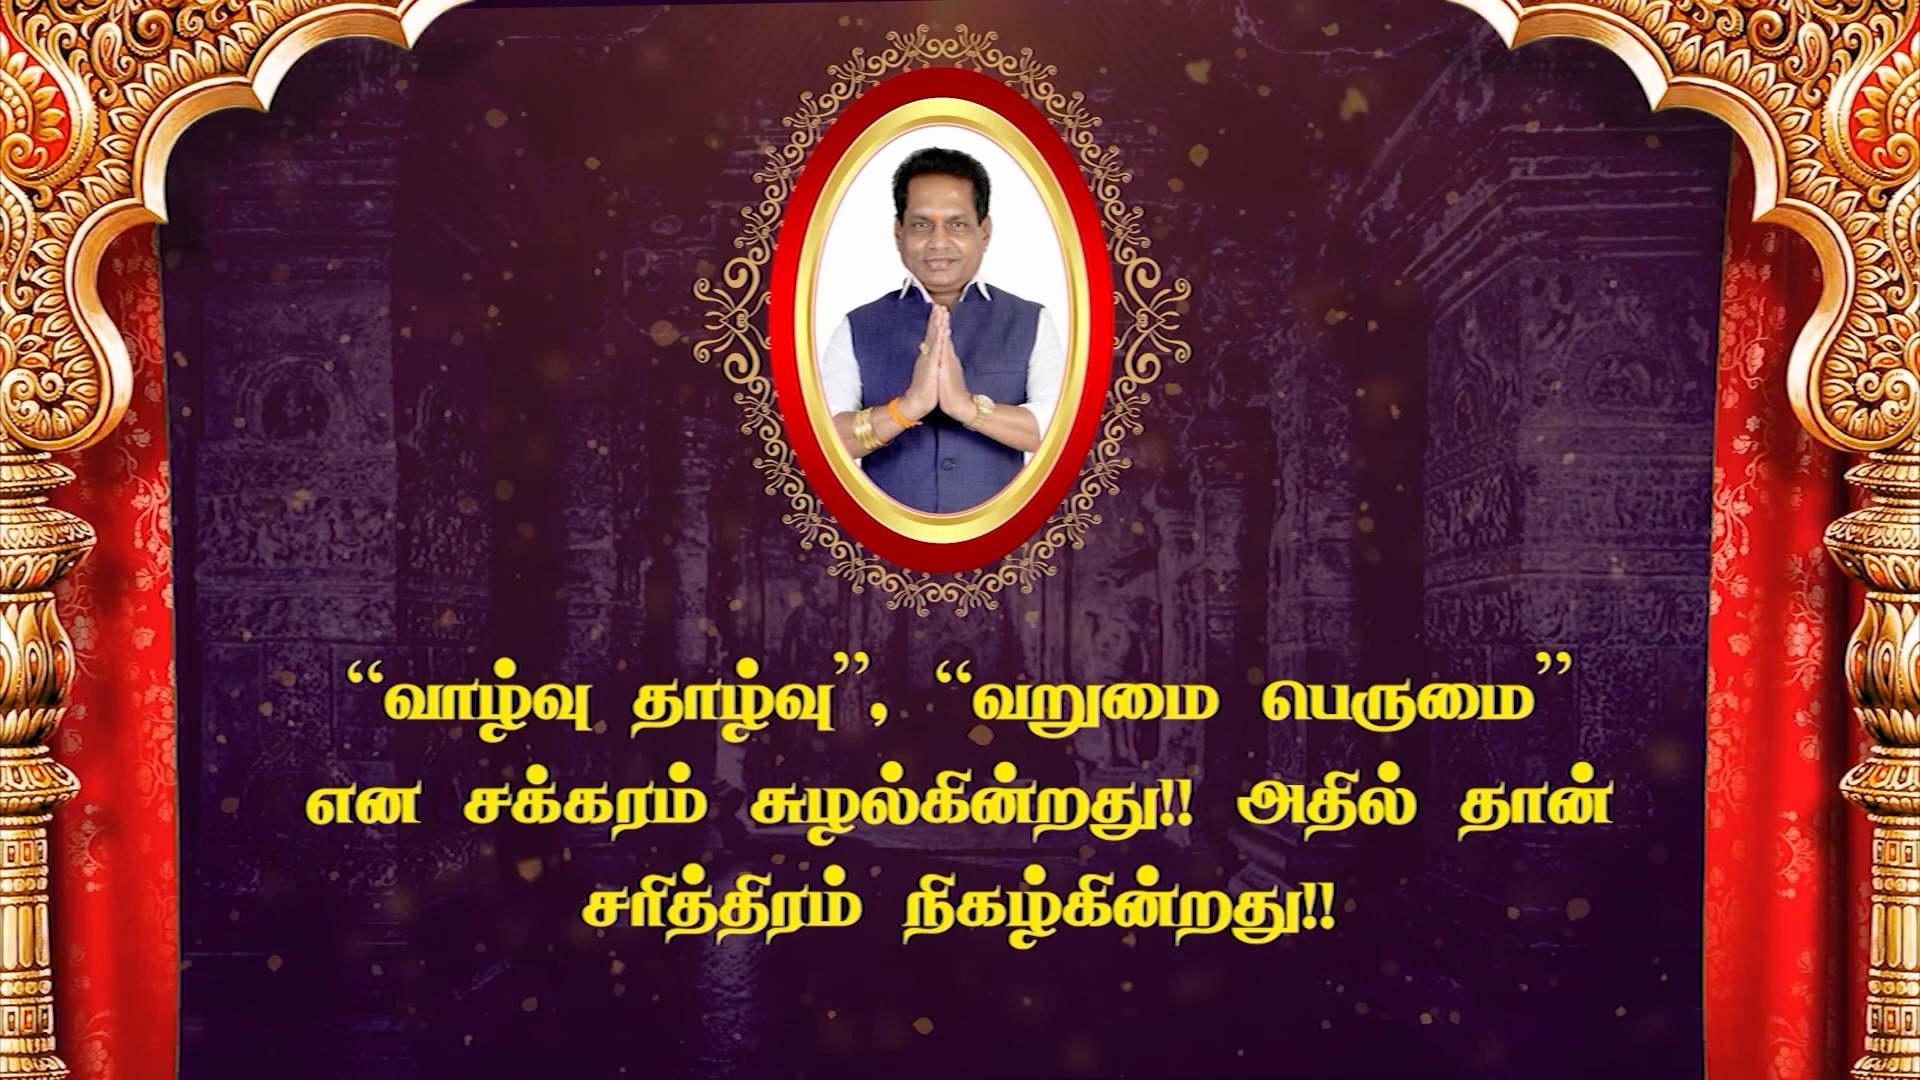 “வாழ்வு தாழ்வு”, “வறுமை பெருமை”
என சக்கரம் சுழல்கின்றது!! அதில் தான்
சரித்திரம் நிகழ்கின்றது!!